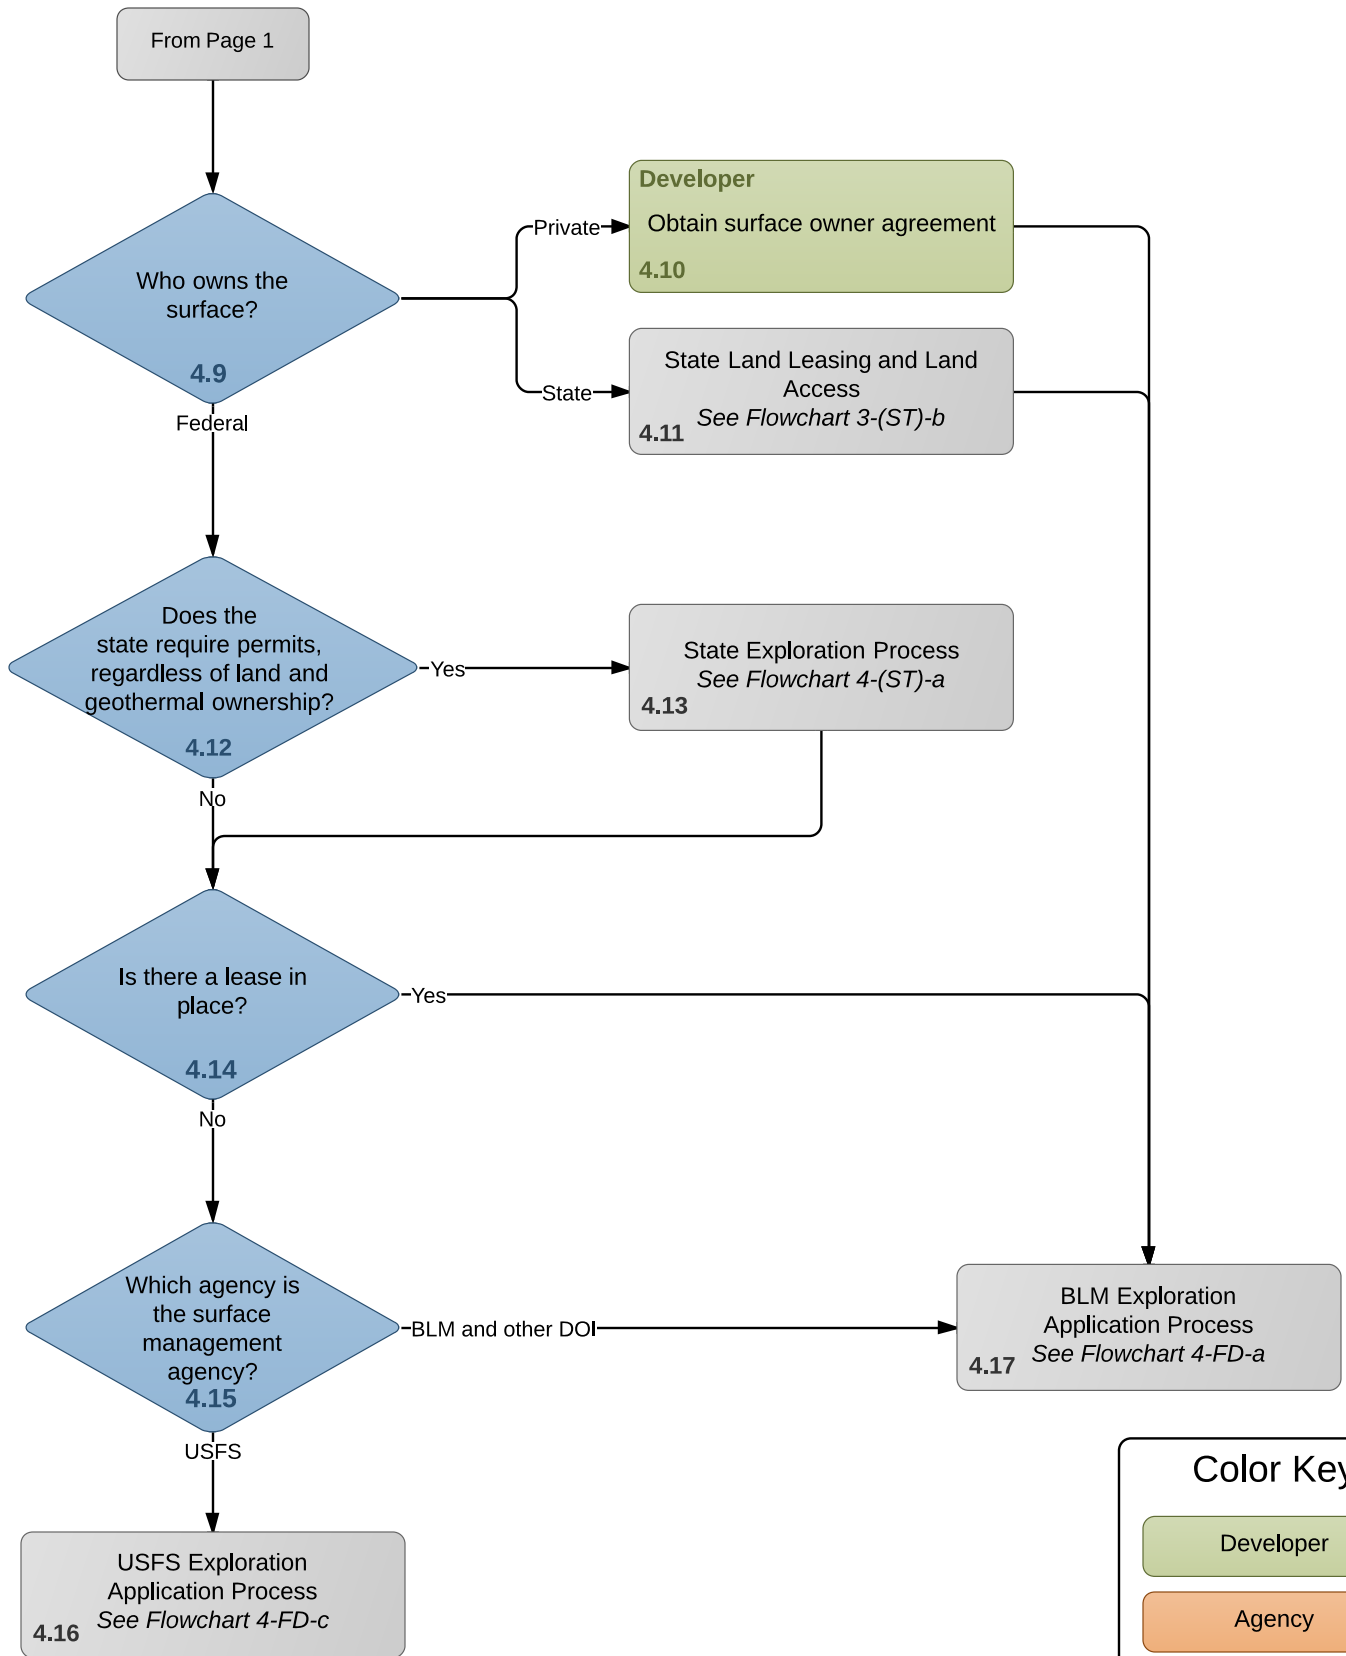 From Page 1
Who owns the
surface?
4.9
Private
Developer
Obtain surface owner agreement
4.10
State
State Land Leasing and Land
Access
See Flowchart 3-(ST)-b
4.11
Federal
Does the
state require permits,
regardless of land and
geothermal ownership?
4.12
Yes
State Exploration Process
See Flowchart 4-(ST)-a
4.13
No
Is there a lease in
place?
4.14
Yes
No
Which agency is
the surface
management
agency?
4.15
BLM and other DOI
BLM Exploration
Application Process
See Flowchart 4-FD-a
4.17
USFS
USFS Exploration
Application Process
See Flowchart 4-FD-c
4.16
Color Key
Developer
Agency